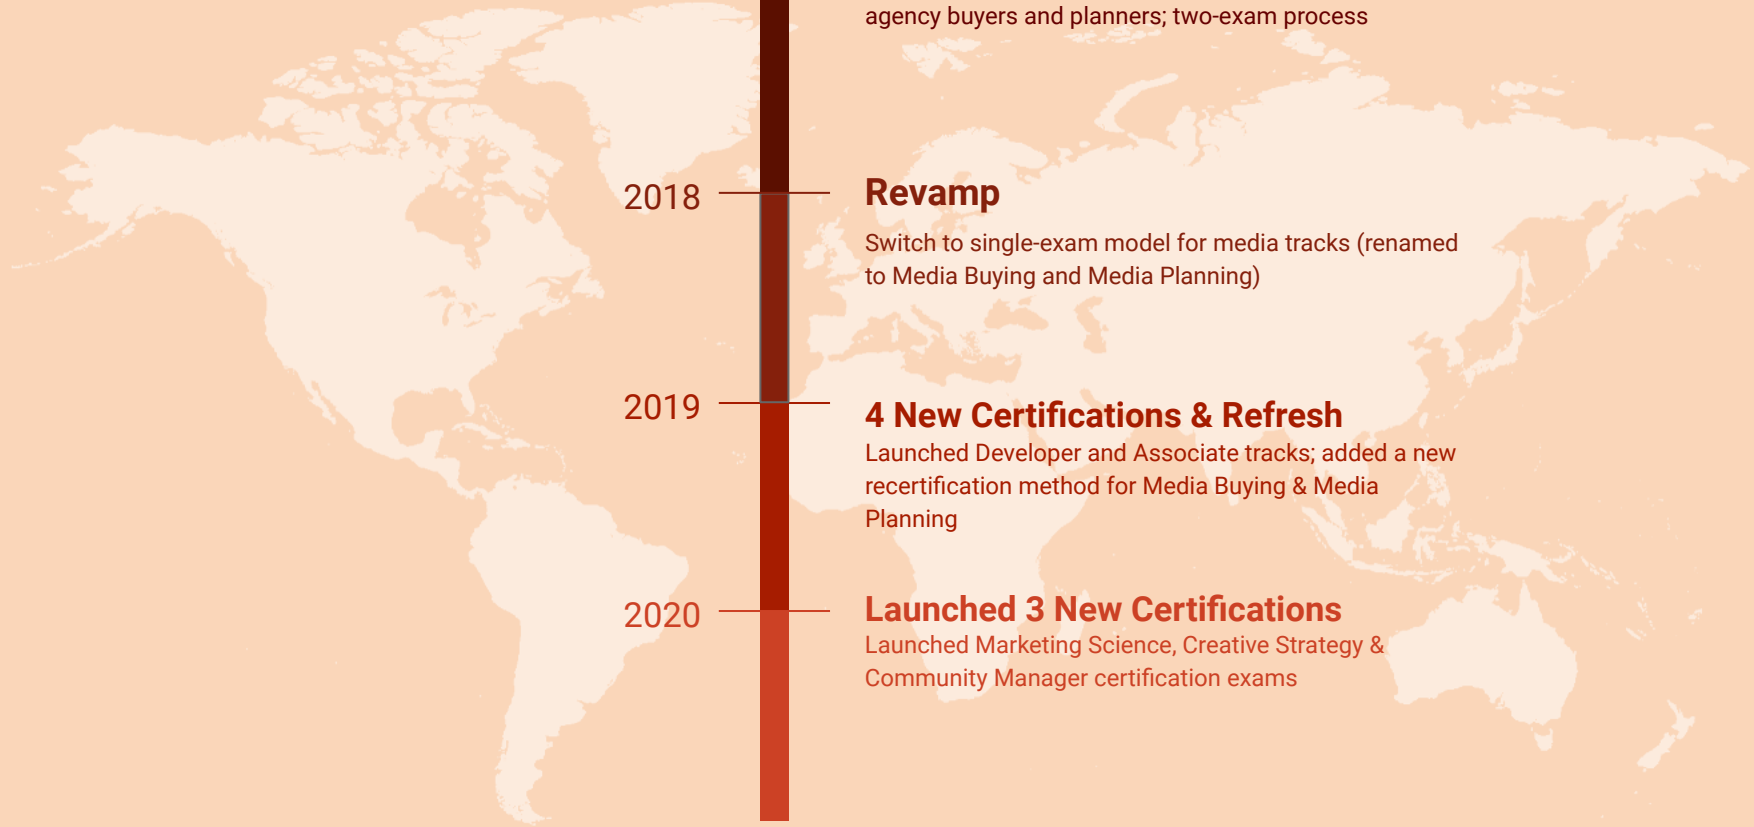 agency buyers and planners; two-exam process
2018
Revamp
Switch to single-exam model for media tracks (renamed
to Media Buying and Media Planning)
2019
4 New Certifications & Refresh
Launched Developer and Associate tracks; added a new
recertification method for Media Buying & Media
Planning
2020
Launched 3 New Certifications
Launched Marketing Science, Creative Strategy &
Community Manager certification exams